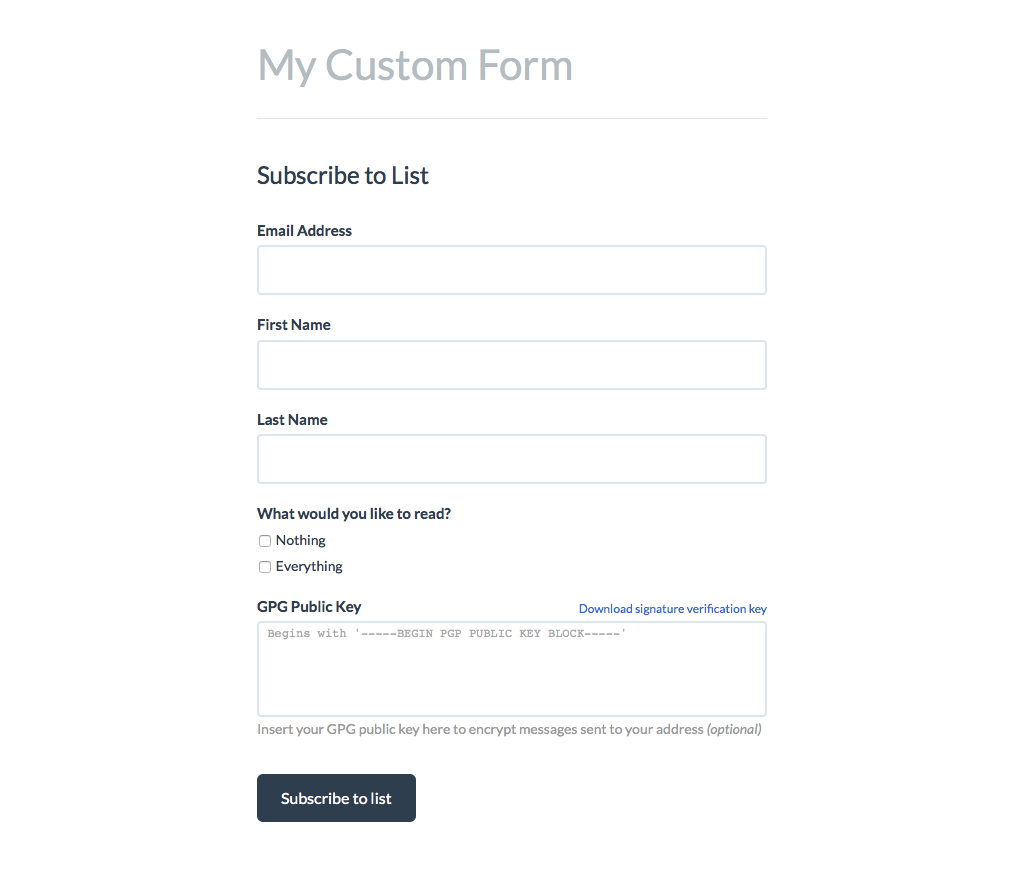 My Custom Form
Subscribe to List
Email Address
First Name
Last Name
What would you like to read?
Nothing
Everything
GPG Public Key Download signature verification key
Begins with '-----BEGIN PGP PUBLIC KEY BLOCK-----'
Insert your GPG public key here to encrypt messages sent to your address (optional)
Subscribe to list